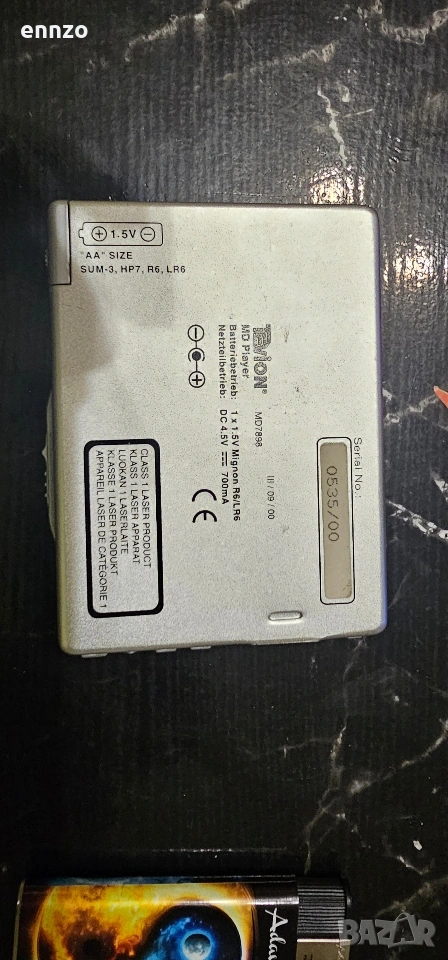 ennzo
1.5V
"AA" SIZE
SUM-3, HP7, R6, LR6
Tevion®
MD Player
MD7898
III / 09 / 00
Batteriebetrieb: 1 x 1.5V Mignon R6/LR6
Netzteilbetrieb: DC 4,5V 700mA
CE
Serial No.:
0535/00
CLASS 1 LASER PRODUCT
KLASS 1 LASER APPARAT
LUOKAN 1 LASERLAITE
KLASSE 1 LASER PRODUKT
APPAREIL LASER DE CATÉGORIE 1
BAZAR